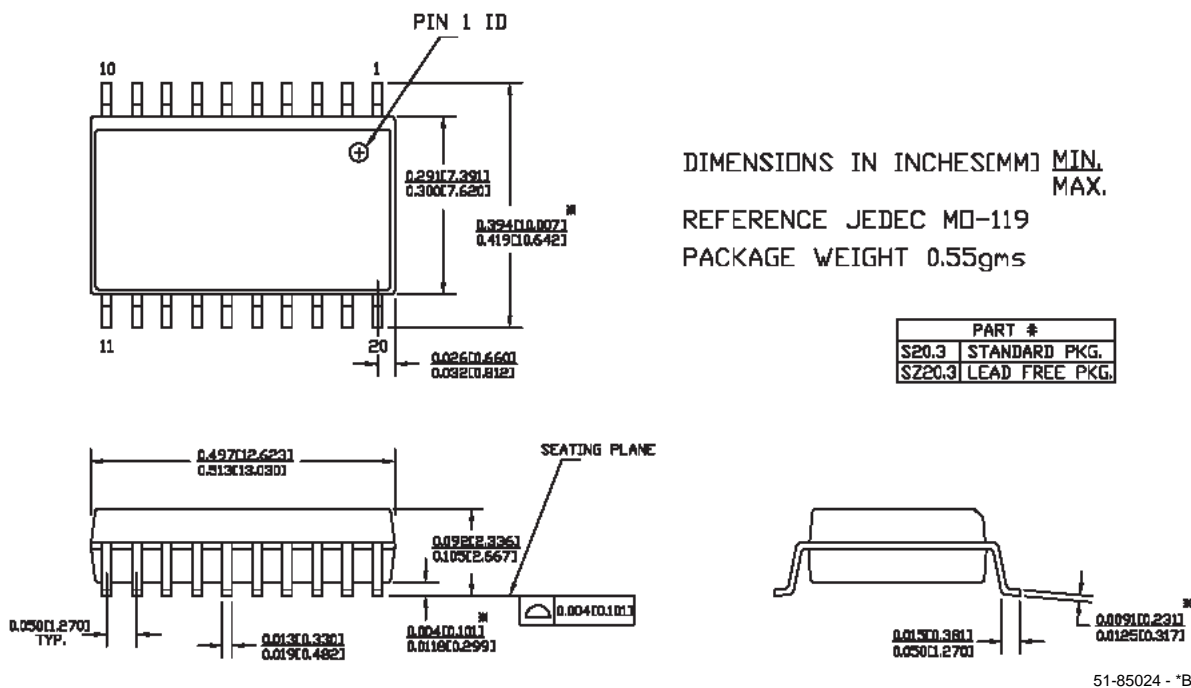 PIN 1 ID
10 1
0.291[7.391]
0.300[7.620]
*
0.394[10.007]
0.419[10.642]
11 20
0.026[0.660]
0.032[0.812]
DIMENSIONS IN INCHES[MM] MIN.
MAX.
REFERENCE JEDEC MO-119
PACKAGE WEIGHT 0.55gms
PART #
S20.3 STANDARD PKG.
SZ20.3 LEAD FREE PKG.
0.497[12.623]
0.513[13.030]
SEATING PLANE
0.092[2.336]
0.105[2.667]
0.050[1.270]
TYP.
0.013[0.330]
0.019[0.482]
*
0.004[0.101]
0.0118[0.299]
0.004[0.101]
0.015[0.381]
0.050[1.270]
*
0.0091[0.231]
0.0125[0.317]
51-85024 - *B